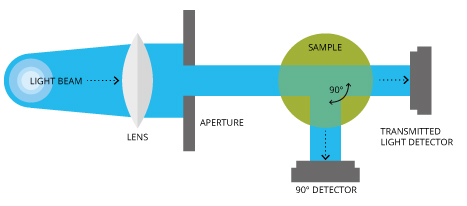 SAMPLE
LIGHT BEAM
90°
LENS
APERTURE
TRANSMITTED
LIGHT DETECTOR
90° DETECTOR